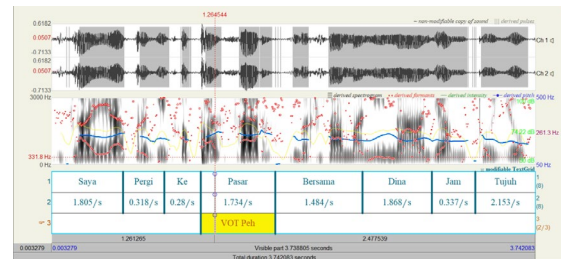 1.264544
0.6182
~ non-modifiable copy of sound derived pulses
0.0507
-0.7133
0.6182
0.0507
-0.7133
Ch 1
Ch 2
3000 Hz
derived spectrogram derived formants derived intensity derived pitch
500 Hz
261.3 Hz
331.8 Hz
0 Hz
50 Hz
modifiable TextGrid
1 Saya Pergi Ke Pasar Bersama Dina Jam Tujuh 1
(8)
2 1.805/s 0.318/s 0.28/s 1.734/s 1.484/s 1.868/s 0.337/s 2.153/s 2
3 VOT Peh 3
(2/3)
1.261265 2.477539
0.003279 0.003279 Visible part 3.738805 seconds 3.742083
Total duration 3.742083 seconds